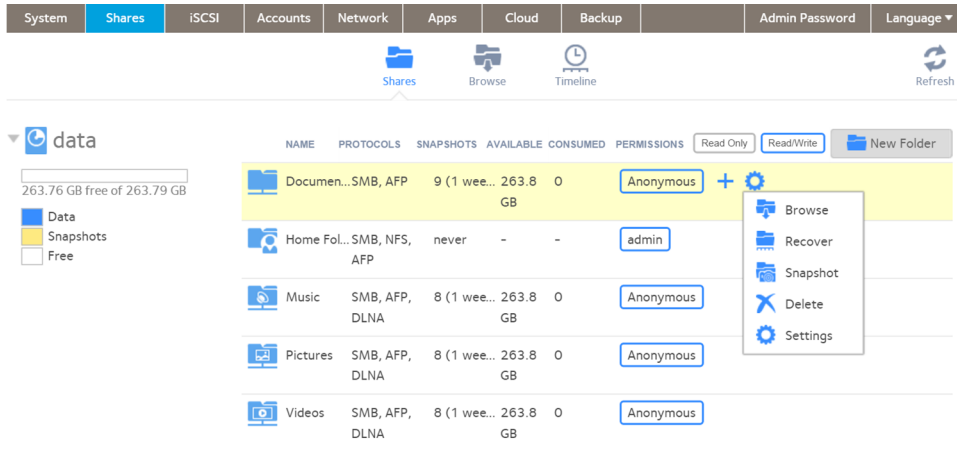 System Shares iSCSI Accounts Network Apps Cloud Backup Admin Password Language
Shares Browse Timeline Refresh
data
263.76 GB free of 263.79 GB
Data
Snapshots
Free
NAME PROTOCOLS SNAPSHOTS AVAILABLE CONSUMED PERMISSIONS Read Only Read/Write New Folder
Documen... SMB, AFP 9 (1 wee... 263.8 0 Anonymous
GB
Home Fol... SMB, NFS, never - - admin
AFP
Music SMB, AFP, 8 (1 wee... 263.8 0 Anonymous
DLNA GB
Pictures SMB, AFP, 8 (1 wee... 263.8 0 Anonymous
DLNA GB
Videos SMB, AFP, 8 (1 wee... 263.8 0 Anonymous
DLNA GB
Browse
Recover
Snapshot
Delete
Settings